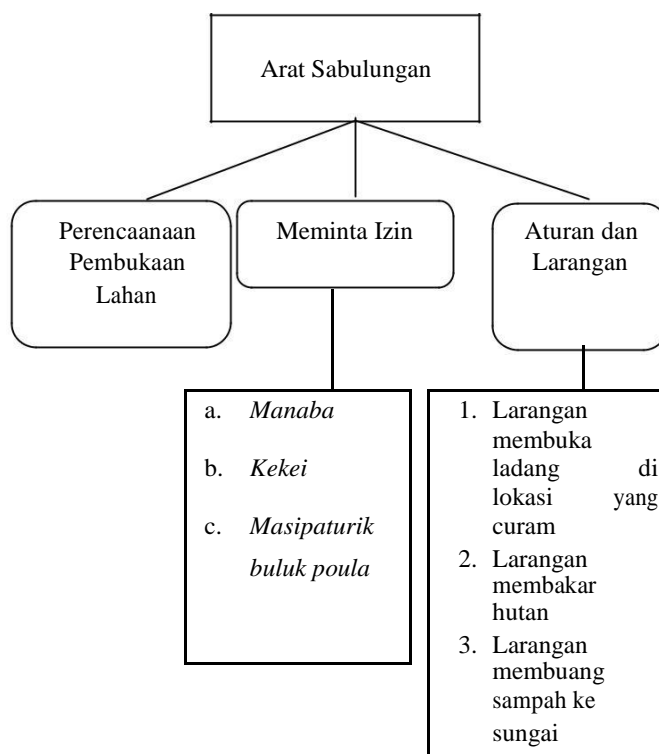 Arat Sabulungan
Perencaanaan
Pembukaan
Lahan
Meminta Izin
Aturan dan
Larangan
a. Manaba
b. Kekei
c. Masipaturik
buluk poula
1. Larangan
membuka
ladang di
lokasi yang
curam
2. Larangan
membakar
hutan
3. Larangan
membuang
sampah ke
sungai